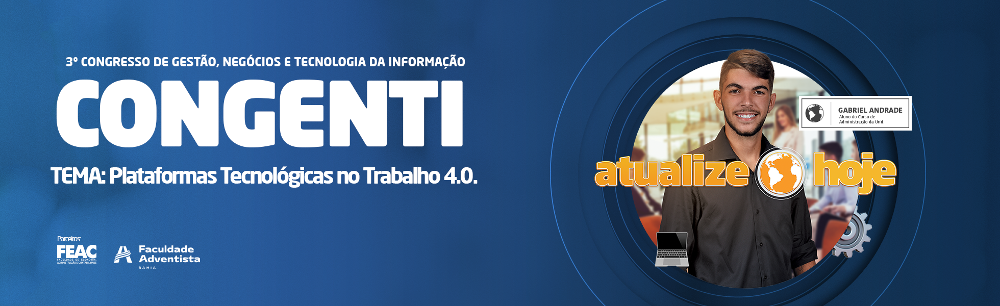 3º CONGRESSO DE GESTÃO, NEGÓCIOS E TECNOLOGIA DA INFORMAÇÃO
CONGENTI
TEMA: Plataformas Tecnológicas no Trabalho 4.0.
Parceiros:
FEAC
FACULDADE DE ECONOMIA,
ADMINISTRAÇÃO E CONTABILIDADE
Faculdade
Adventista
BAHIA
GABRIEL ANDRADE
Aluno do Curso de
Administração da Unit
atualize hoje